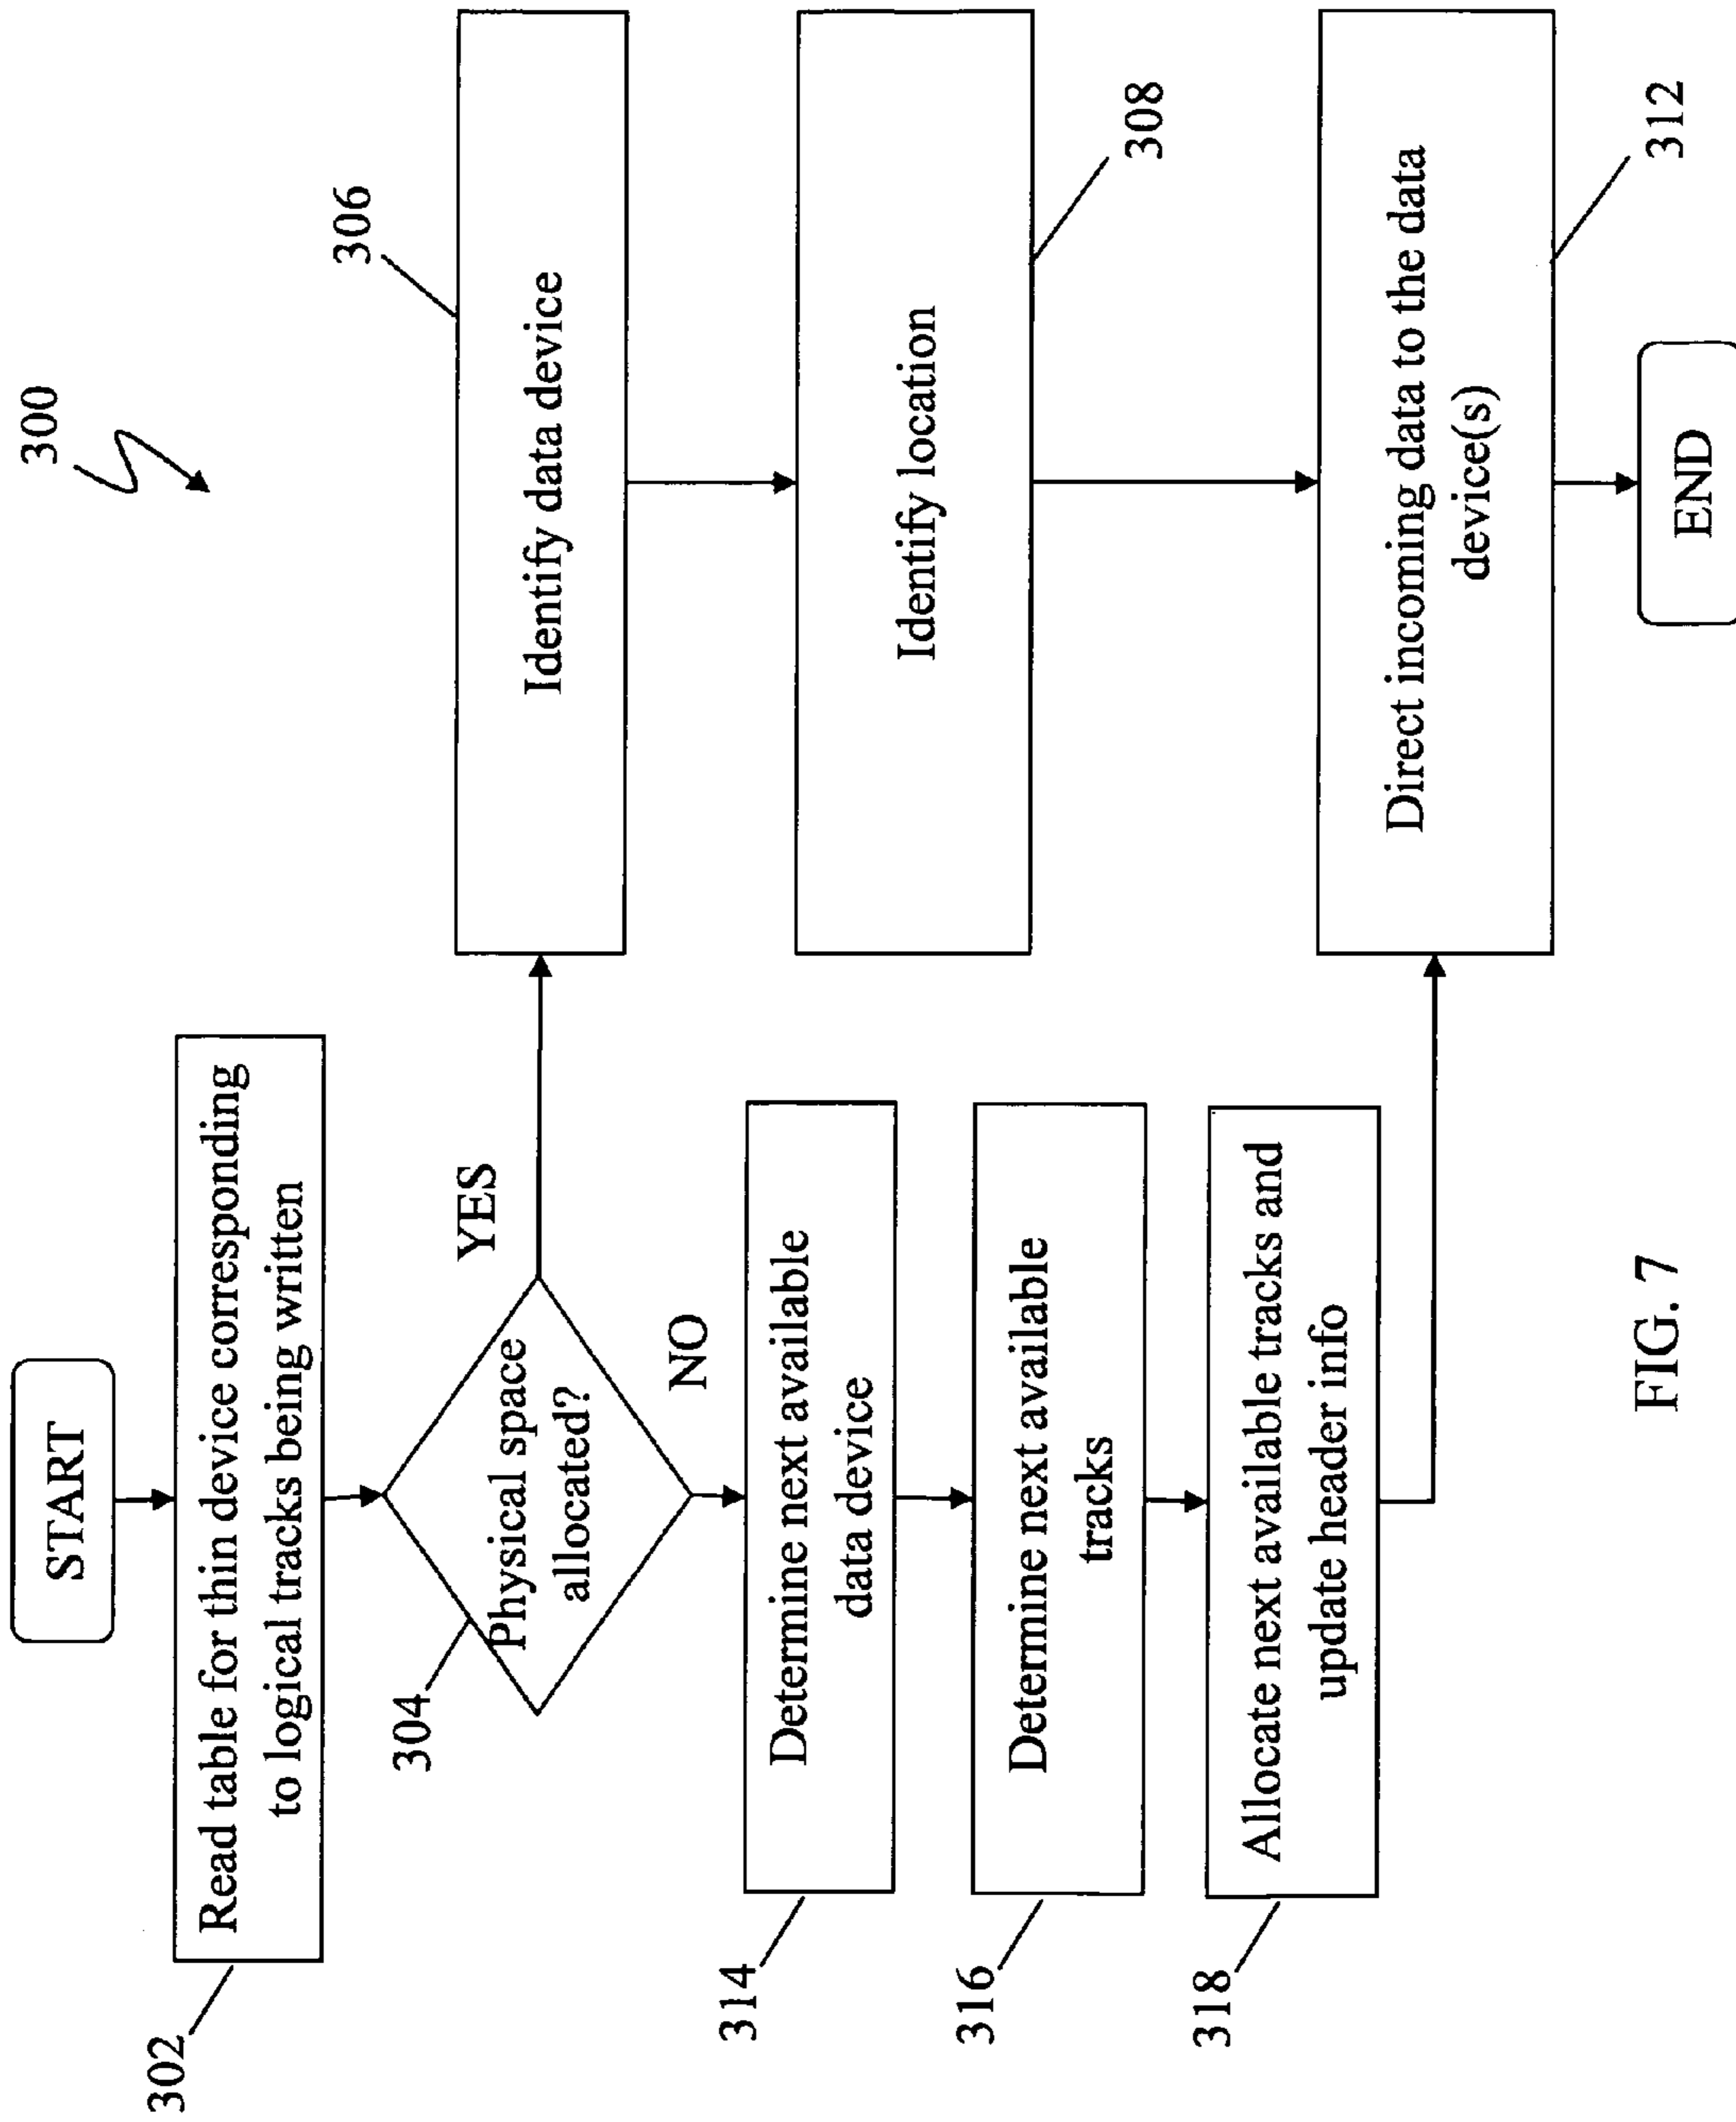 300
START
302
Read table for thin device corresponding
to logical tracks being written
304
Physical space
allocated?
YES
NO
306
Identify data device
308
Identify location
314
Determine next available
data device
316
Determine next available
tracks
318
Allocate next available tracks and
update header info
312
Direct incoming data to the data
device(s)
END
FIG. 7